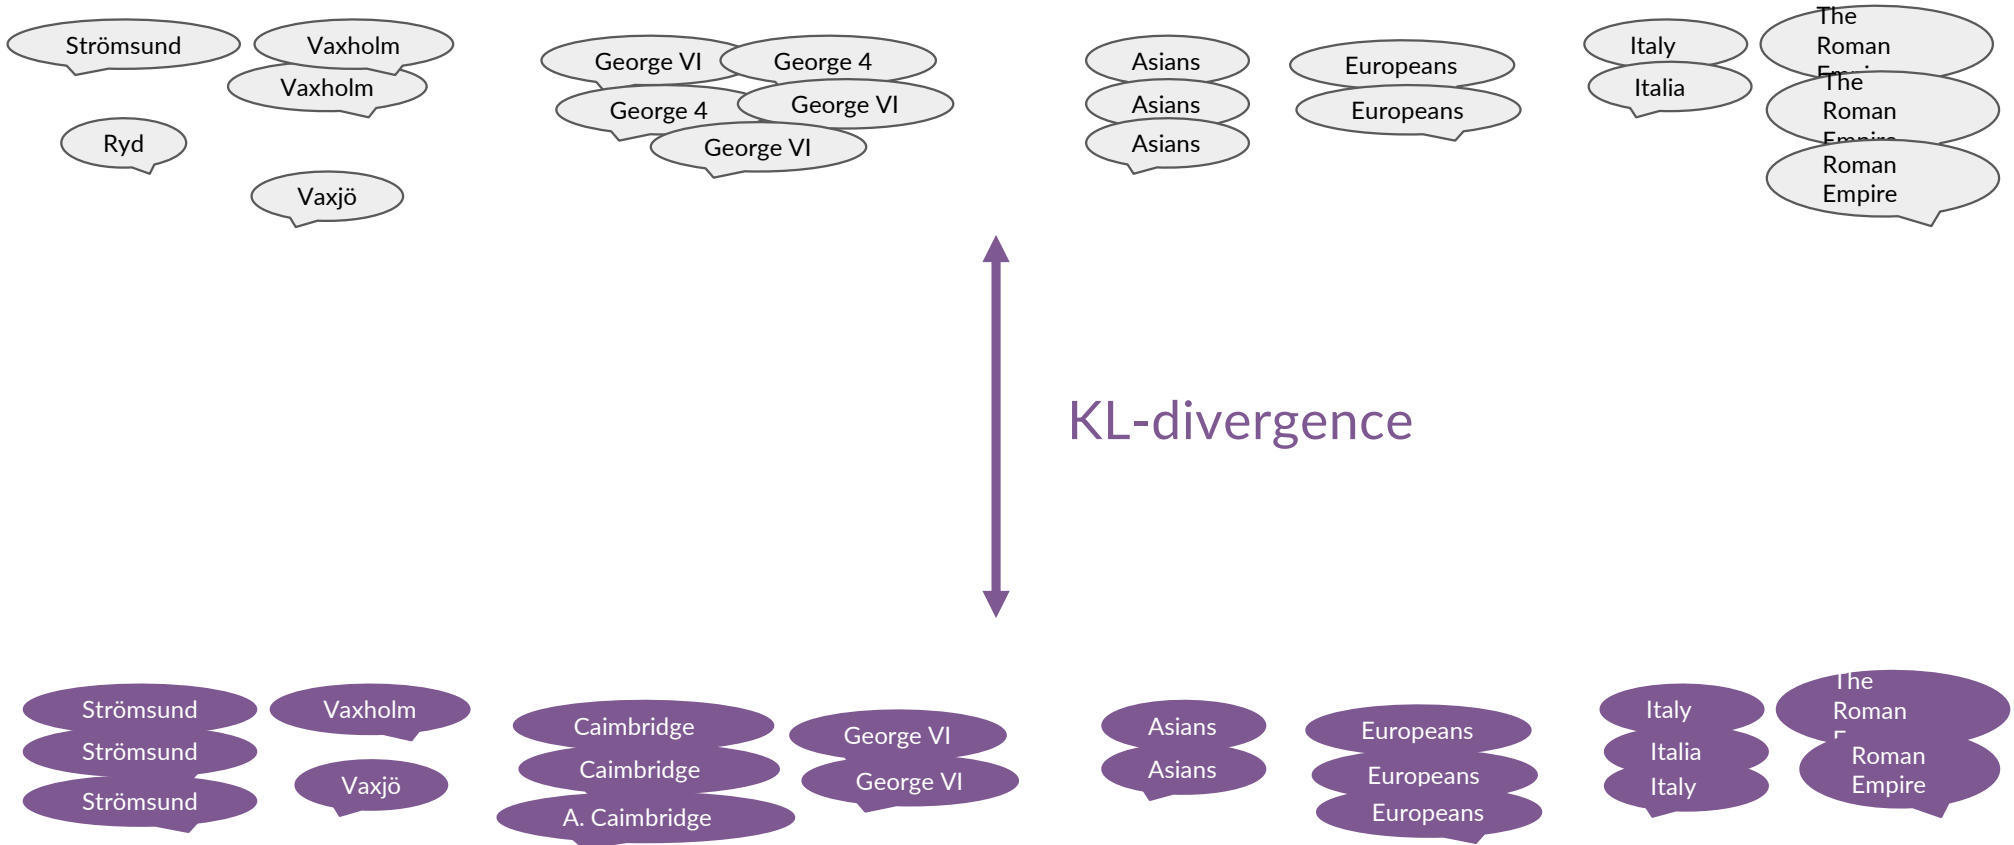 Strömsund
Vaxholm
Vaxholm
Ryd
Vaxjö
George VI
George 4
George 4
George VI
George VI
Asians
Asians
Asians
Europeans
Europeans
Italy
Italia
The
Roman
Empire
The
Roman
Empire
Roman
Empire
KL-divergence
Strömsund
Strömsund
Strömsund
Vaxholm
Vaxjö
Caimbridge
Caimbridge
A. Caimbridge
George VI
George VI
Asians
Asians
Europeans
Europeans
Europeans
Italy
Italia
Italy
The
Roman
Roman
Empire